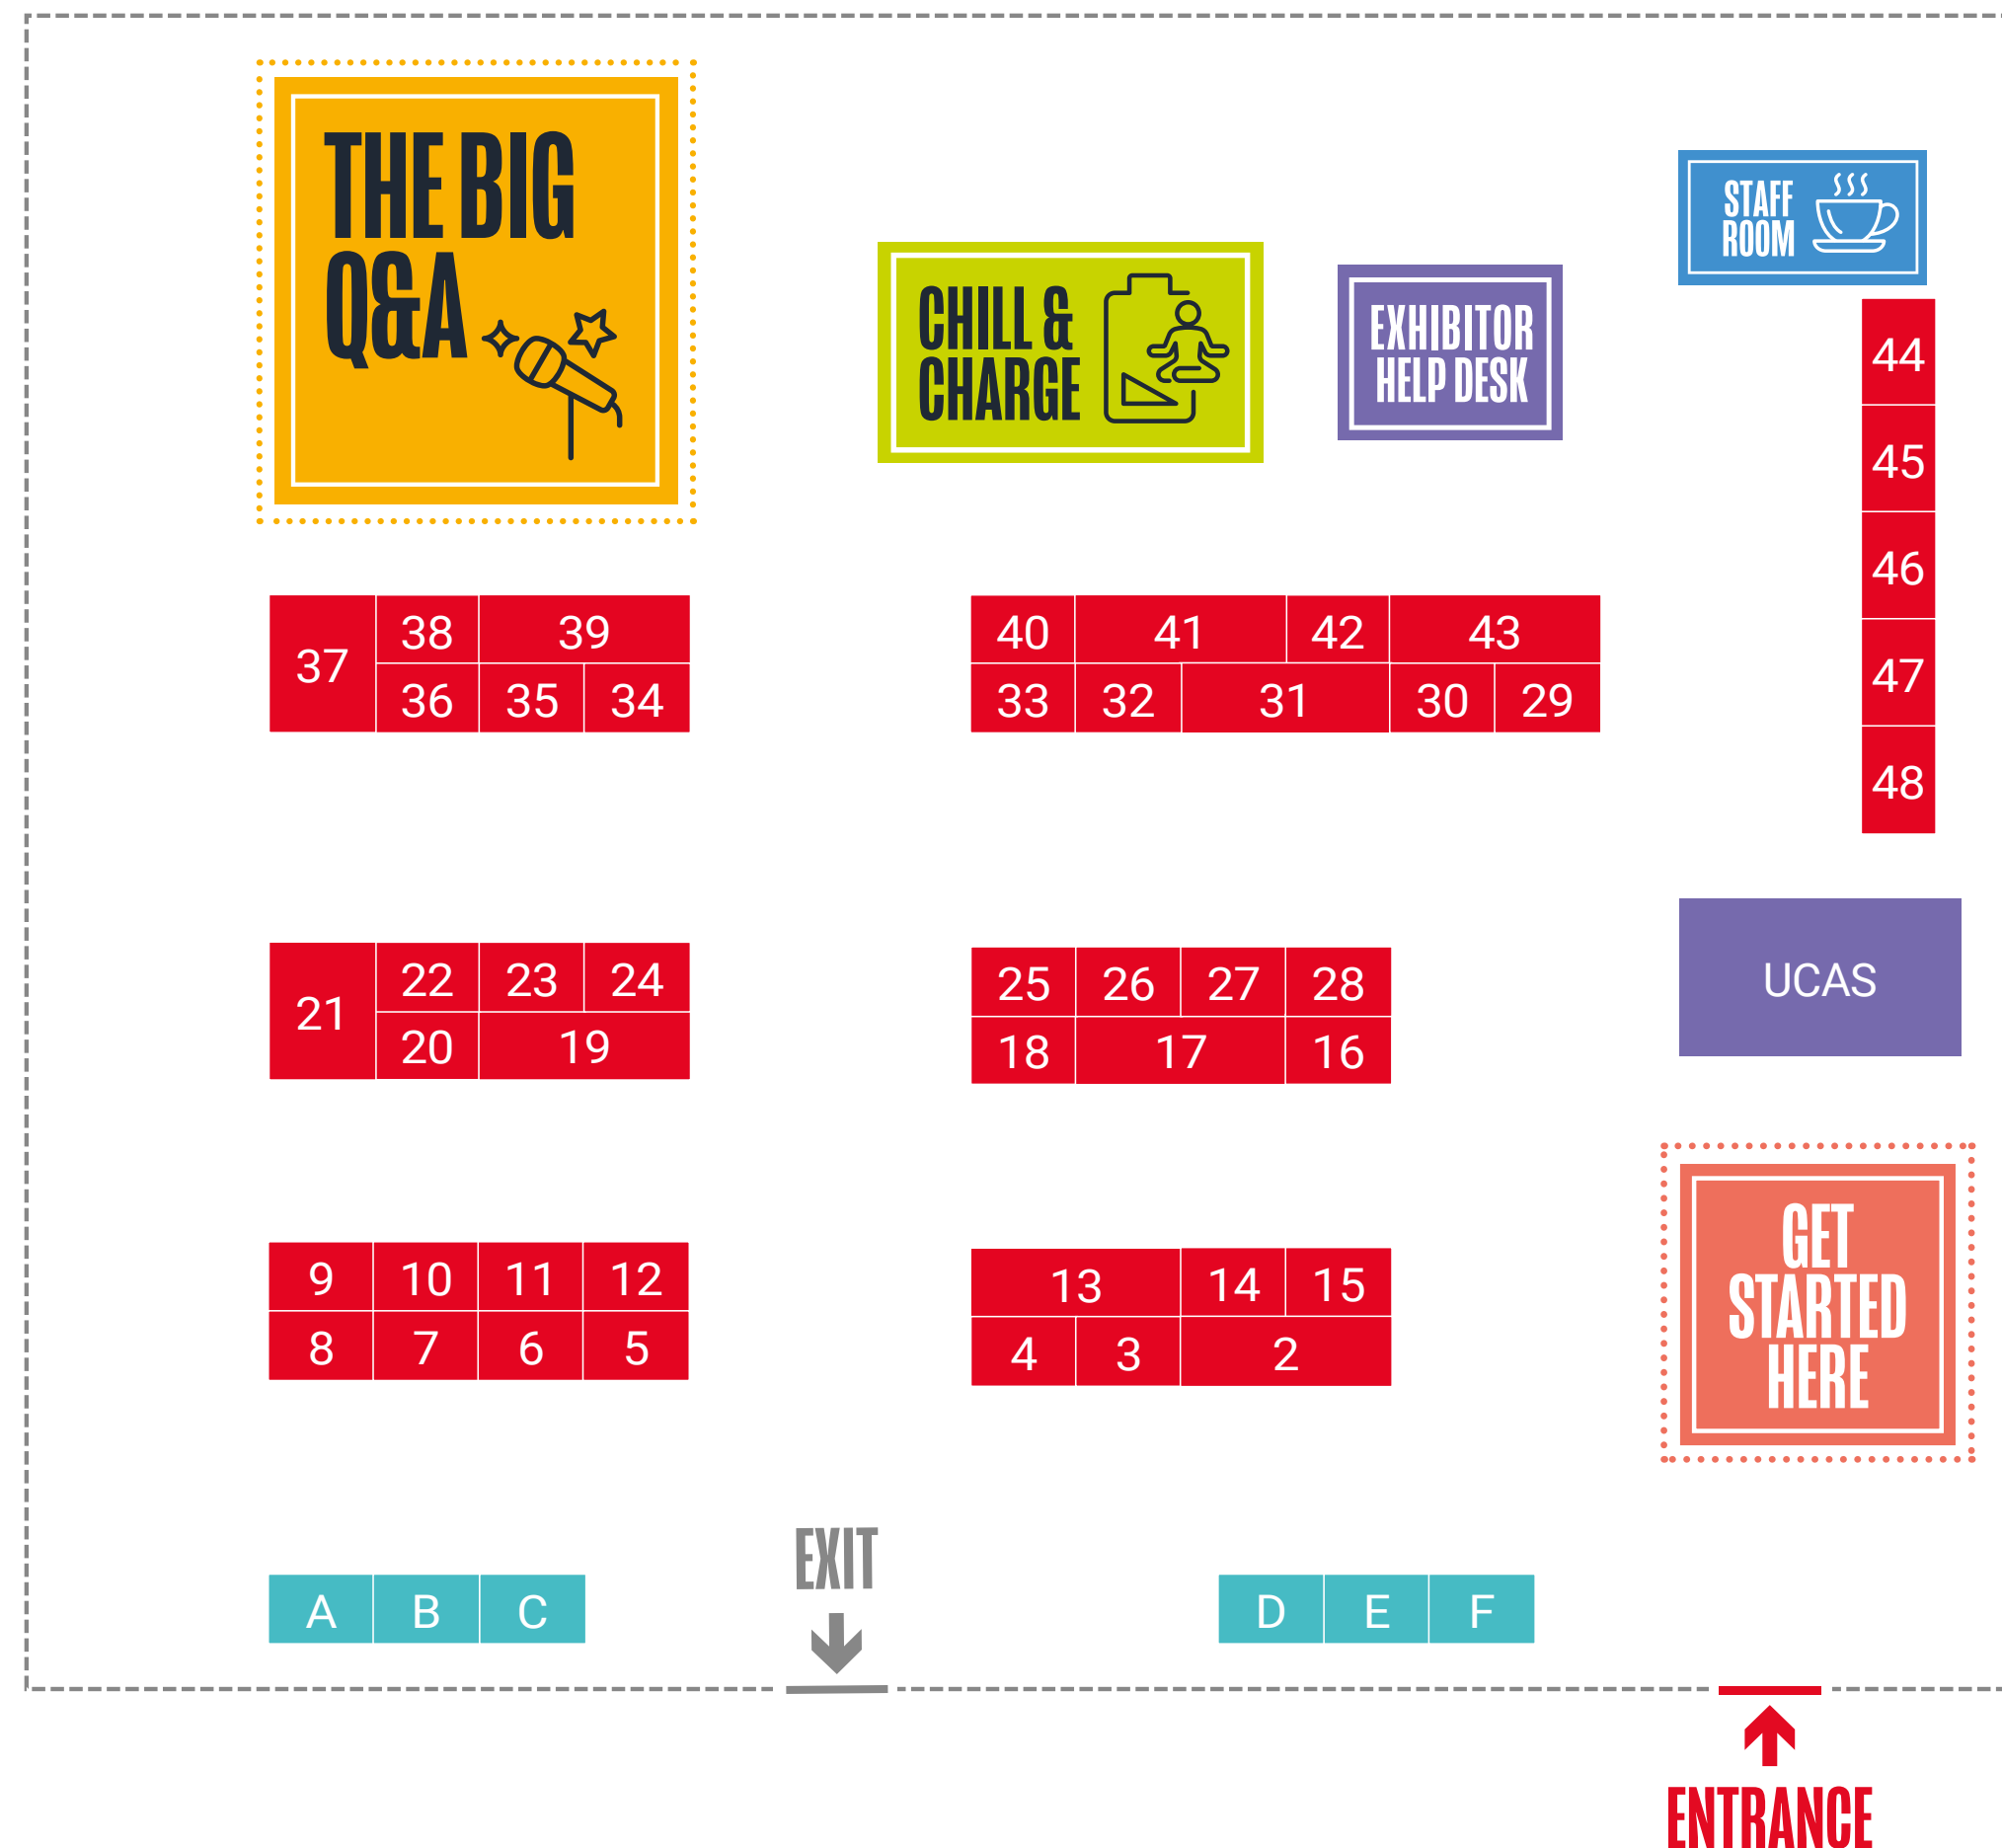 THE BIG
Q&A
CHILL &
CHARGE
EXHIBITOR
HELP DESK
STAFF
ROOM
44
45
46
47
48
37 38 39
36 35 34
40 41 42 43
33 32 31 30 29
21 22 23 24
20 19
25 26 27 28
18 17 16
UCAS
9 10 11 12
8 7 6 5
13 14 15
4 3 2
GET
STARTED
HERE
EXIT
A B C
D E F
ENTRANCE